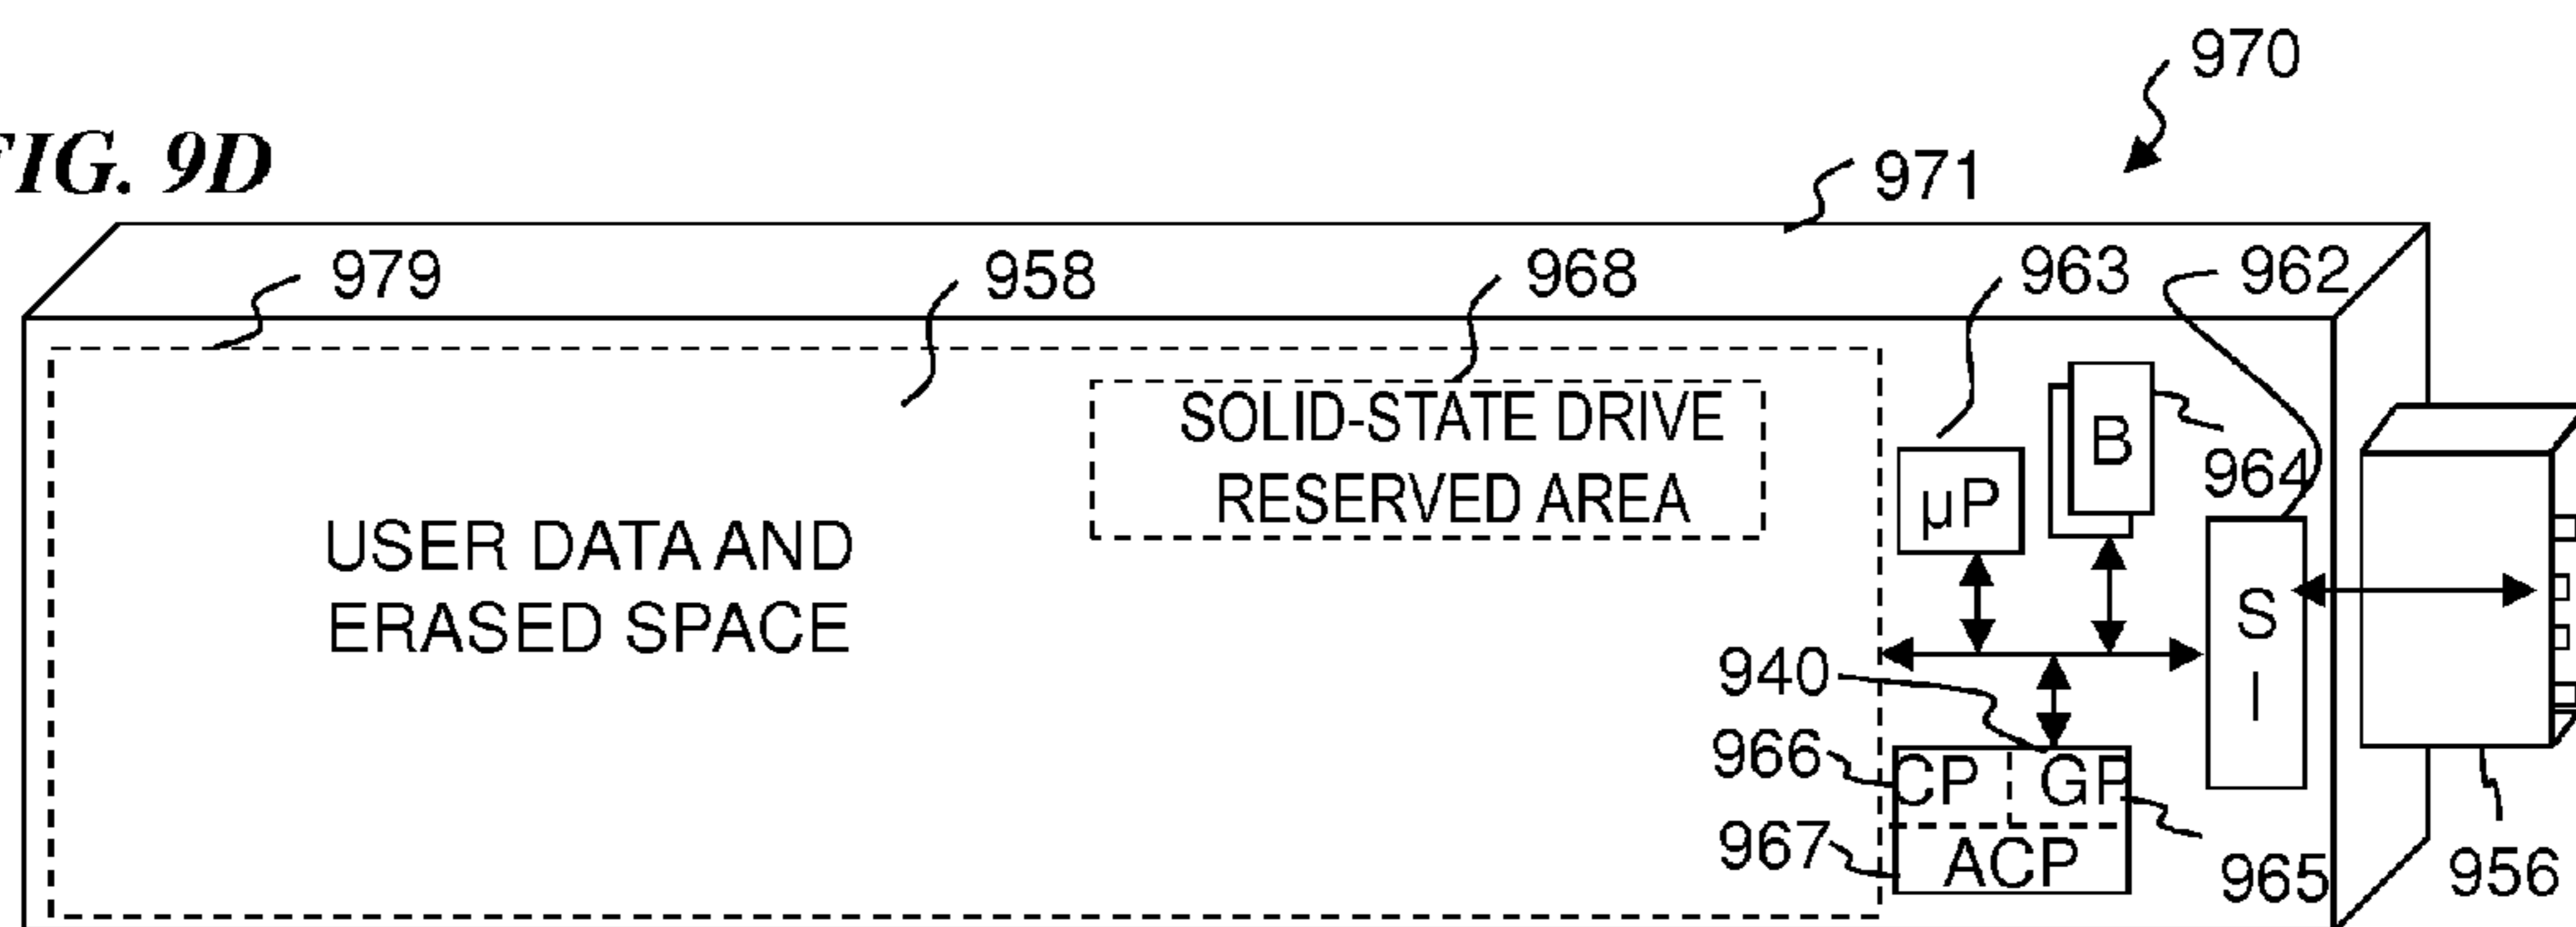 970
FIG. 9D
971
979
958
968
963
962
SOLID-STATE DRIVE
RESERVED AREA
B
964
µP
USER DATA AND
ERASED SPACE
S
I
940
966
CP
GP
967
ACP
965
956